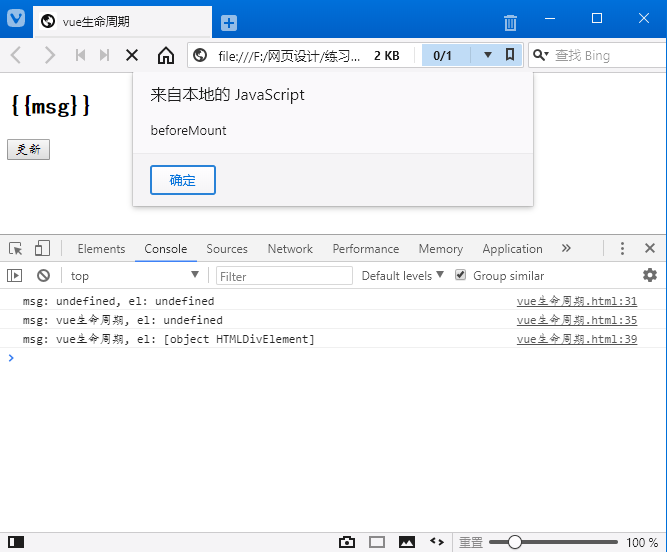 vue生命周期
file:///F:/网页设计/练习... 2 KB 0/1 查找 Bing
{{msg}}
更新
来自本地的 JavaScript
beforeMount
确定
Elements Console Sources Network Performance Memory Application »
top Filter Default levels Group similar
msg: undefined, el: undefined vue生命周期.html:31
msg: vue生命周期, el: undefined vue生命周期.html:35
msg: vue生命周期, el: [object HTMLDivElement] vue生命周期.html:39
重置 100 %